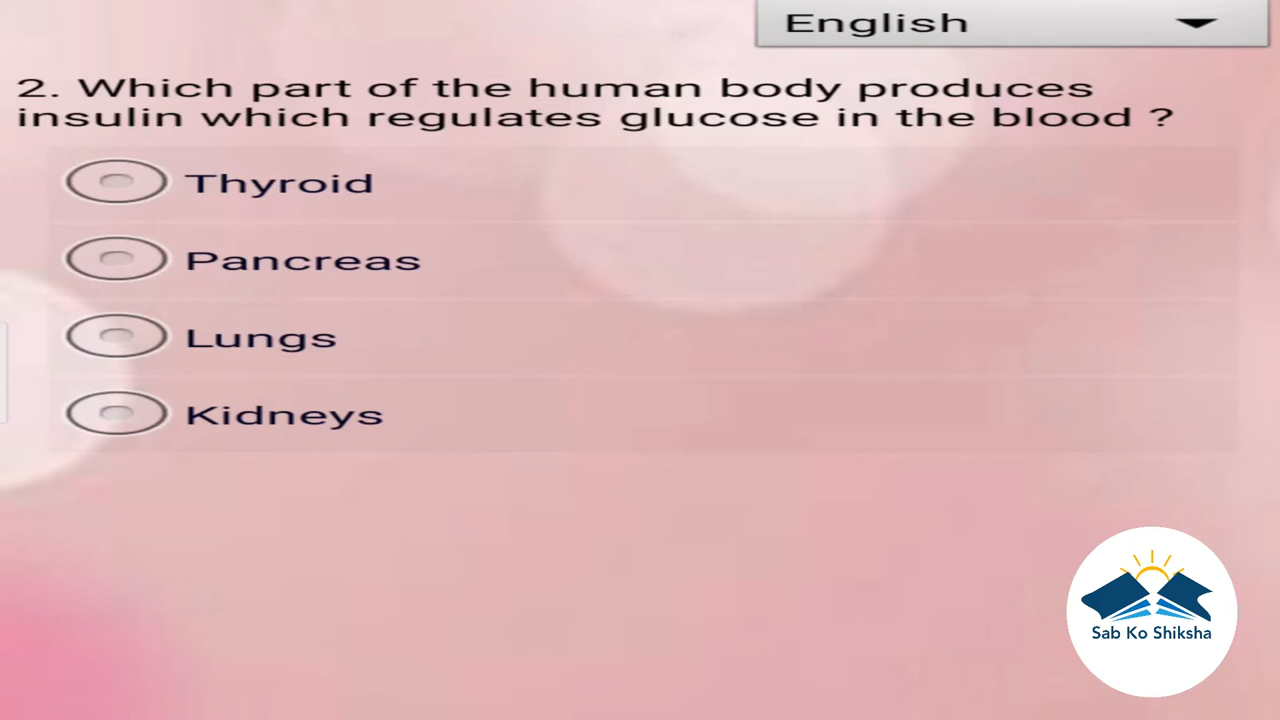 English
2. Which part of the human body produces
insulin which regulates glucose in the blood ?
Thyroid
Pancreas
Lungs
Kidneys
Sab Ko Shiksha